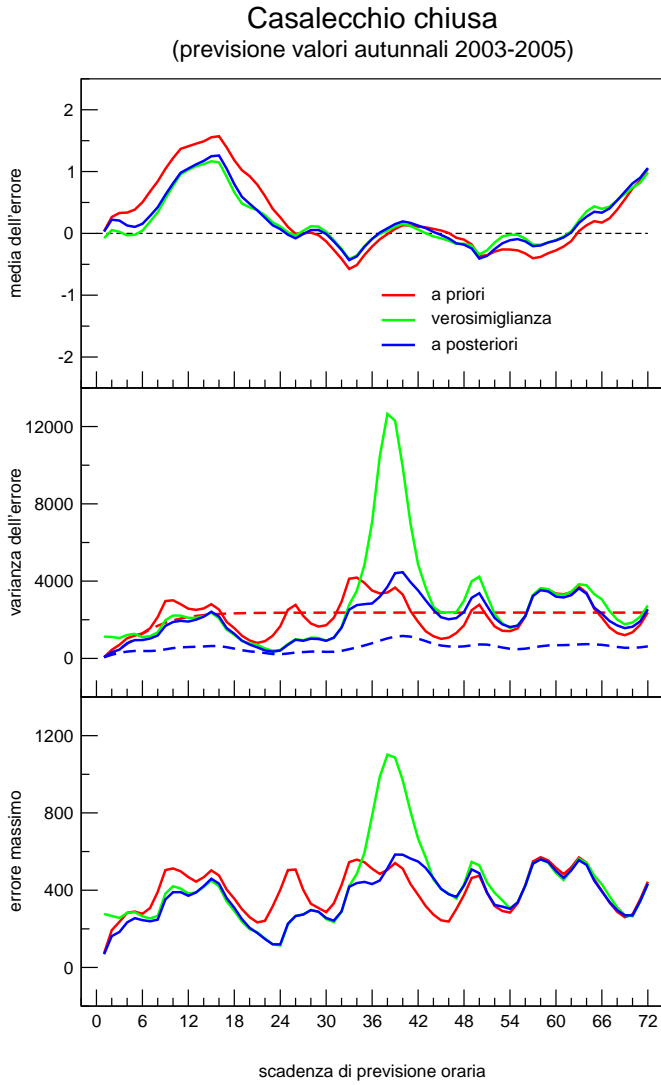 Casalecchio chiusa
(previsione valori autunnali 2003-2005)
2
1
0
-1
-2
media dell'errore
a priori
verosimiglianza
a posteriori
12000
8000
4000
0
varianza dell'errore
1200
800
400
0
errore massimo
0 6 12 18 24 30 36 42 48 54 60 66 72
scadenza di previsione oraria